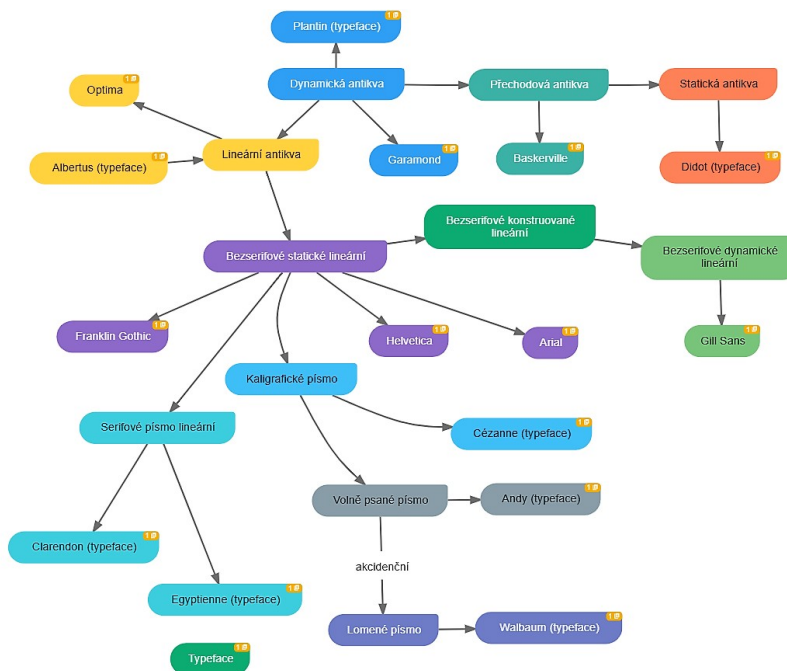 Plantin (typeface)
Optima
Dynamická antikva
Přechodová antikva
Statická antikva
Albertus (typeface)
Lineární antikva
Garamond
Baskerville
Didot (typeface)
Bezserifové konstruované
lineární
Bezserifové statické lineární
Bezserifové dynamické
lineární
Franklin Gothic
Helvetica
Arial
Gill Sans
Kaligrafické písmo
Serifové písmo lineární
Cézanne (typeface)
Volně psané písmo
Andy (typeface)
Clarendon (typeface)
akcidenční
Egyptienne (typeface)
Lomené písmo
Walbaum (typeface)
Typeface